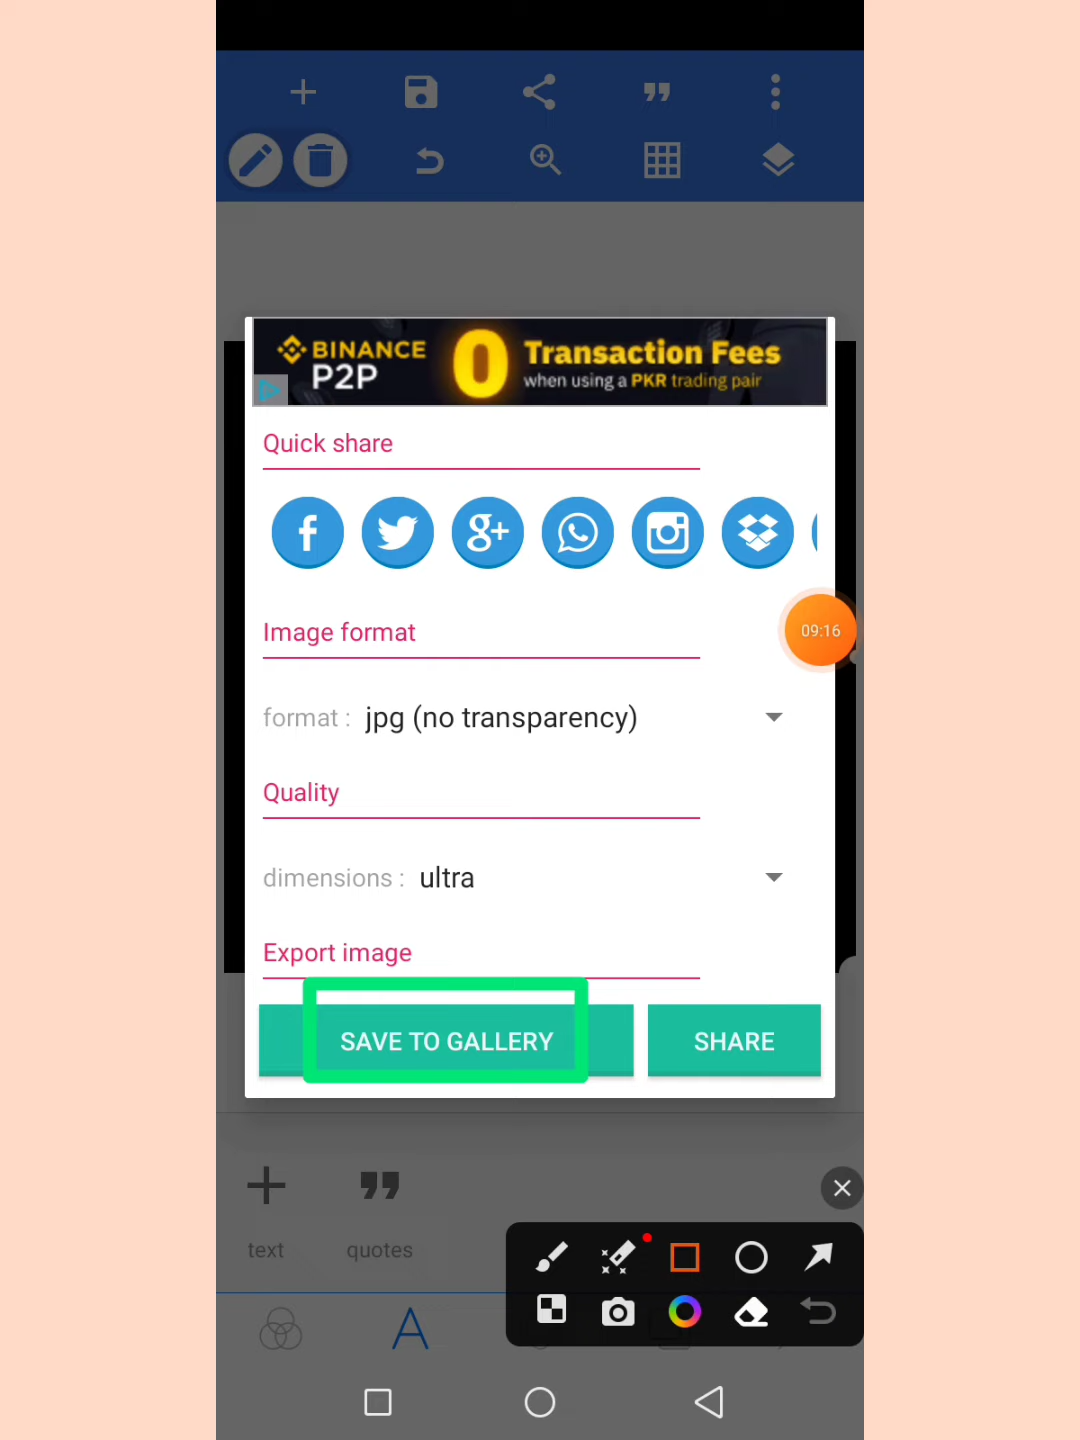 BINANCE
P2P
0
Transaction Fees
when using a PKR trading pair
Quick share
Image format
09:16
format : jpg (no transparency)
Quality
dimensions : ultra
Export image
SAVE TO GALLERY
SHARE
text
quotes